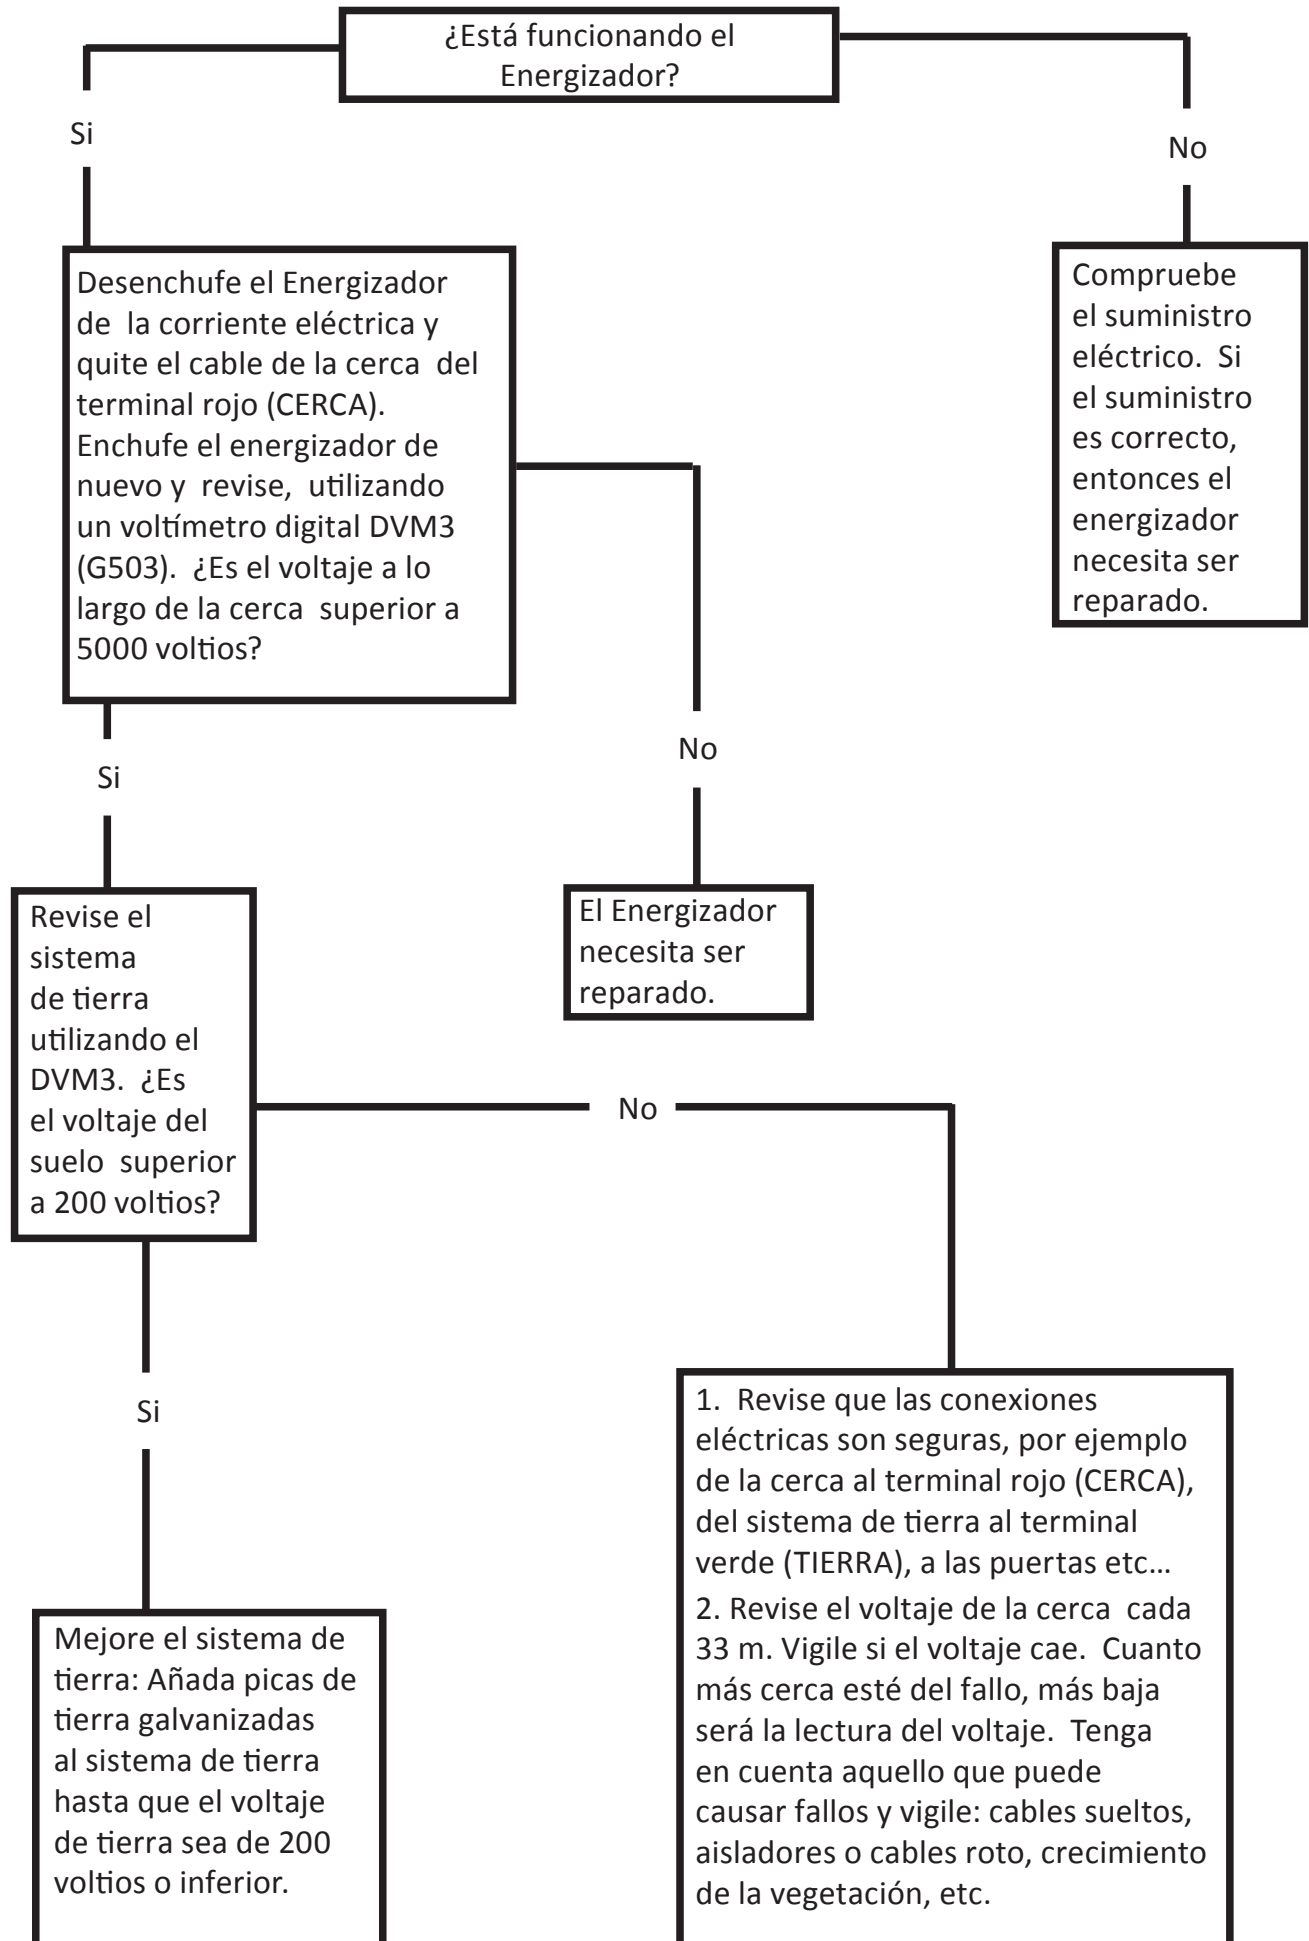 ¿Está funcionando el
Energizador?
Si
No
Desenchufe el Energizador
de la corriente eléctrica y
quite el cable de la cerca del
terminal rojo (CERCA).
Enchufe el energizador de
nuevo y revise, utilizando
un voltímetro digital DVM3
(G503). ¿Es el voltaje a lo
largo de la cerca superior a
5000 voltios?
Compruebe
el suministro
eléctrico. Si
el suministro
es correcto,
entonces el
energizador
necesita ser
reparado.
Si
No
Revise el
sistema
de tierra
utilizando el
DVM3. ¿Es
el voltaje del
suelo superior
a 200 voltios?
El Energizador
necesita ser
reparado.
No
Si
Mejore el sistema de
tierra: Añada picas de
tierra galvanizadas
al sistema de tierra
hasta que el voltaje
de tierra sea de 200
voltios o inferior.
1. Revise que las conexiones
eléctricas son seguras, por ejemplo
de la cerca al terminal rojo (CERCA),
del sistema de tierra al terminal
verde (TIERRA), a las puertas etc...
2. Revise el voltaje de la cerca cada
33 m. Vigile si el voltaje cae. Cuanto
más cerca esté del fallo, más baja
será la lectura del voltaje. Tenga
en cuenta aquello que puede
causar fallos y vigile: cables sueltos,
aisladores o cables roto, crecimiento
de la vegetación, etc.